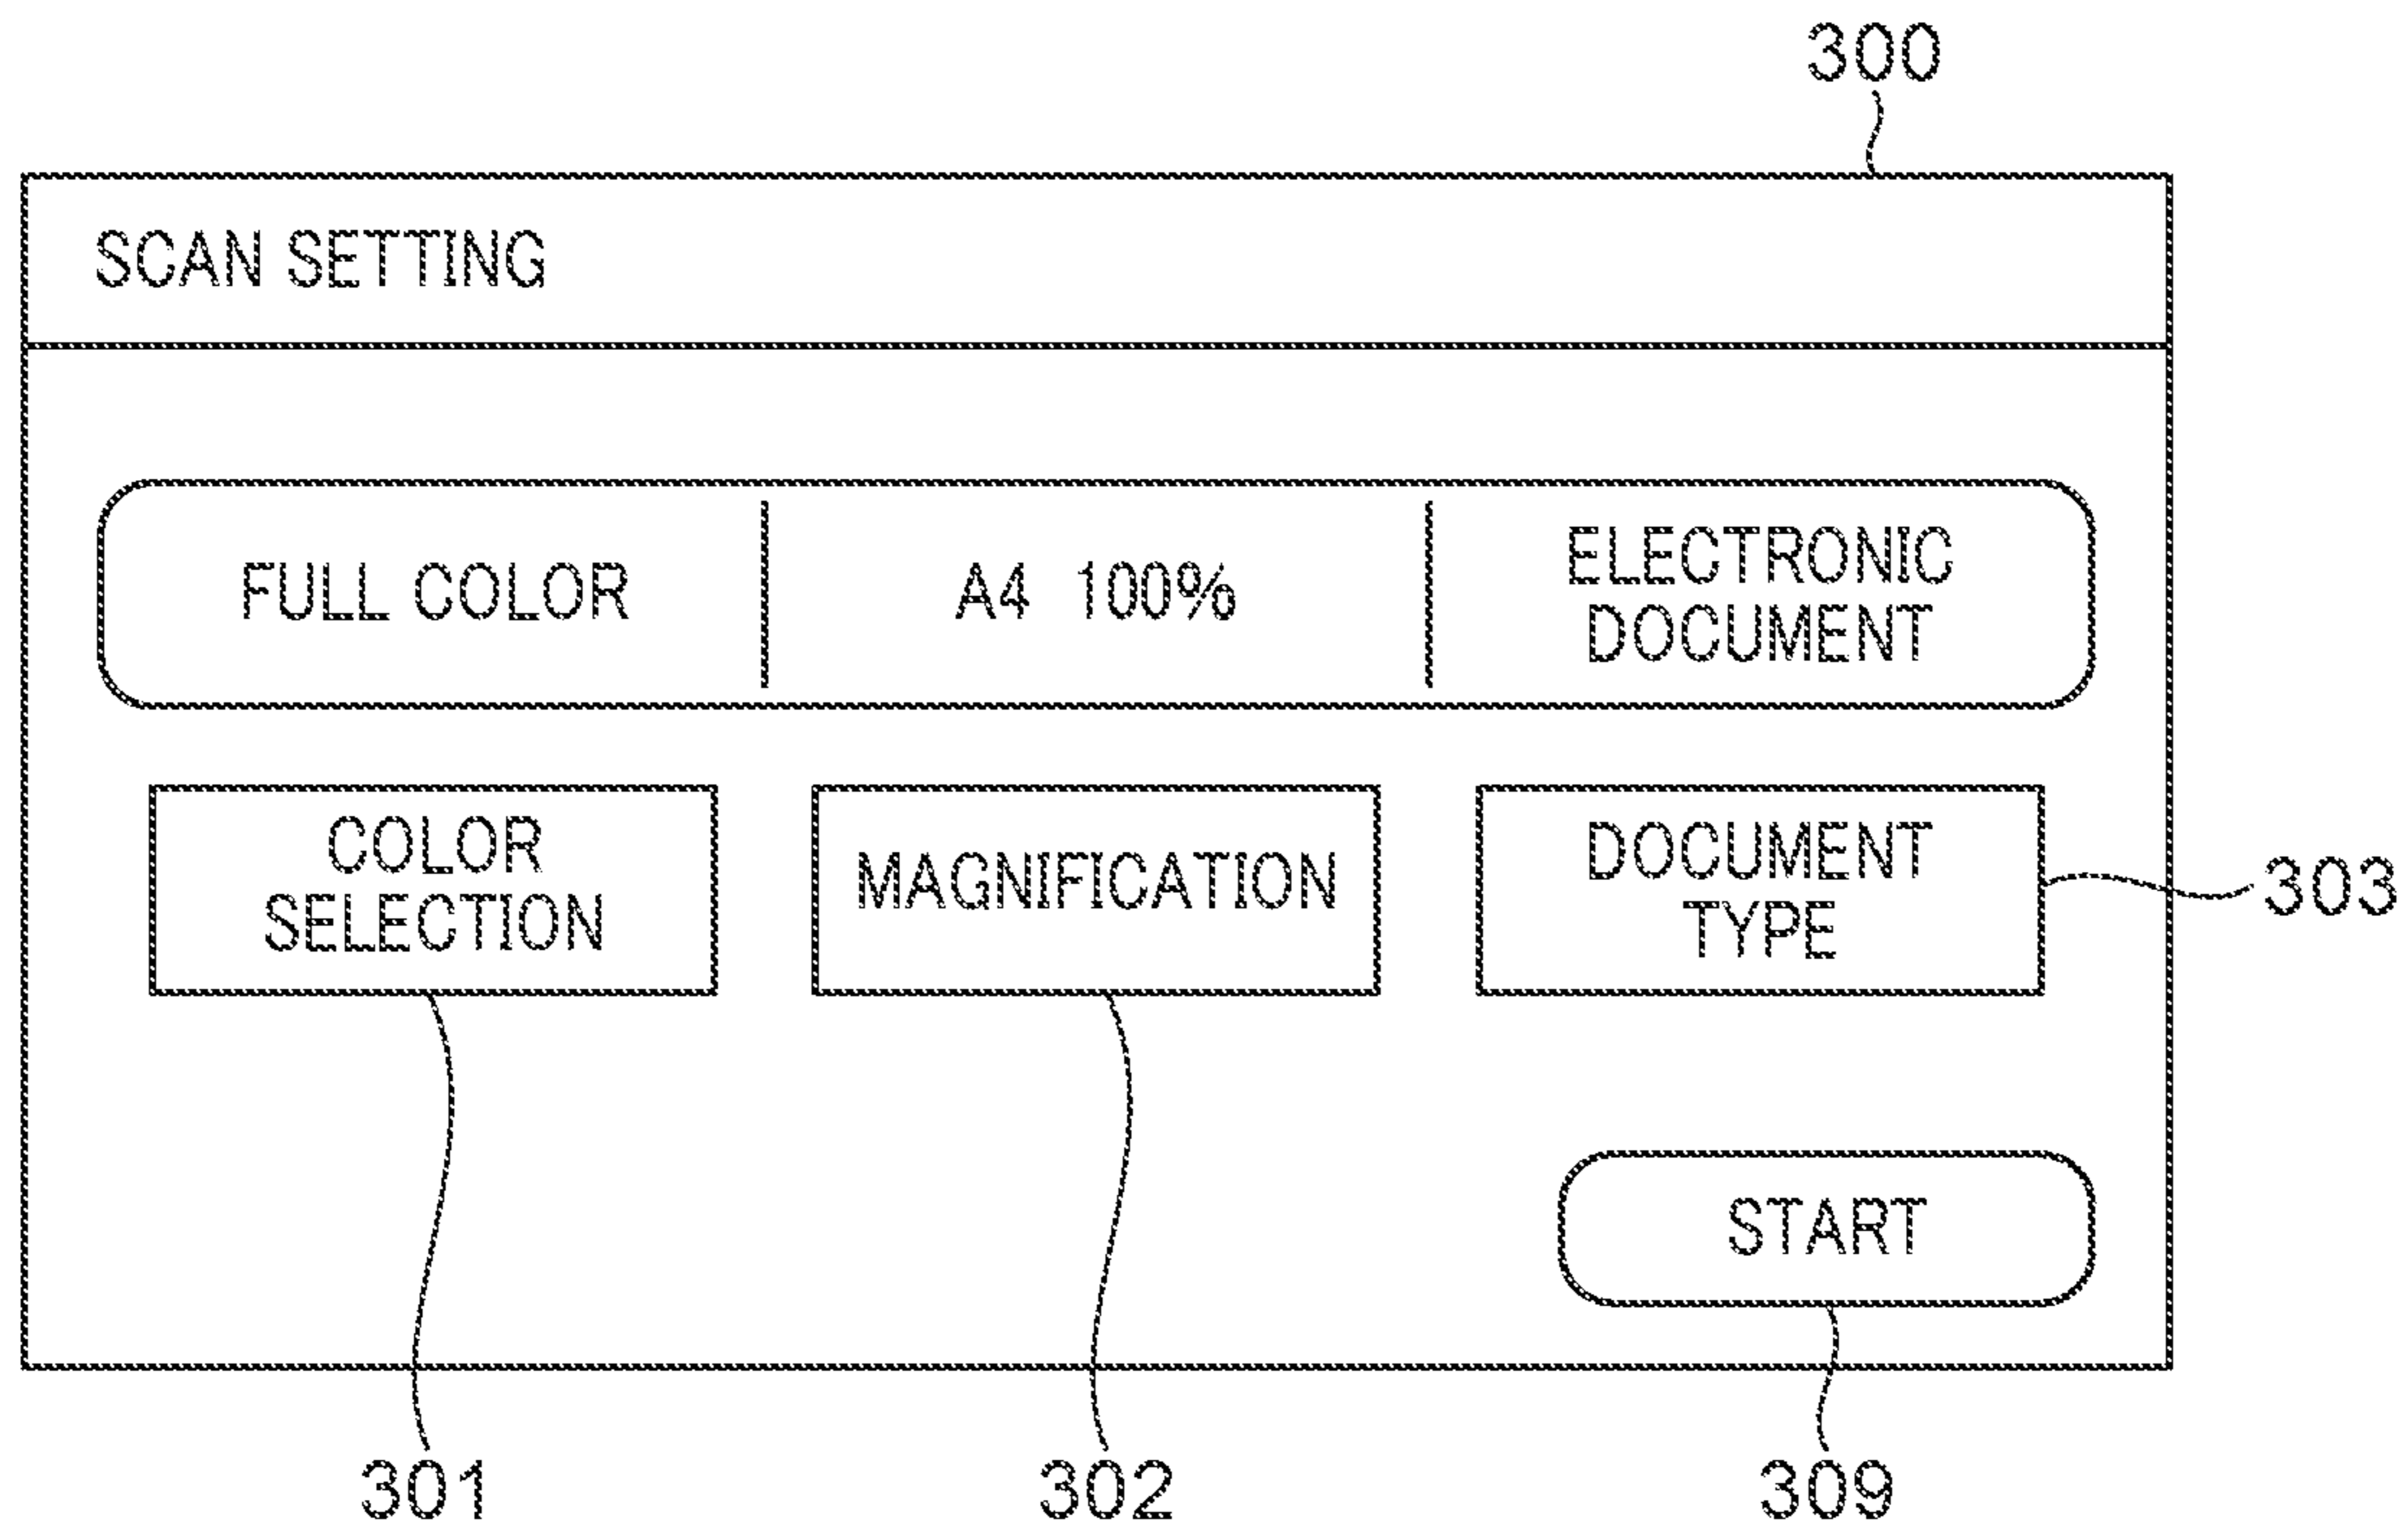 300
SCAN SETTING
FULL COLOR
A4 100%
ELECTRONIC
DOCUMENT
COLOR
SELECTION
MAGNIFICATION
DOCUMENT
TYPE
303
START
301
302
309